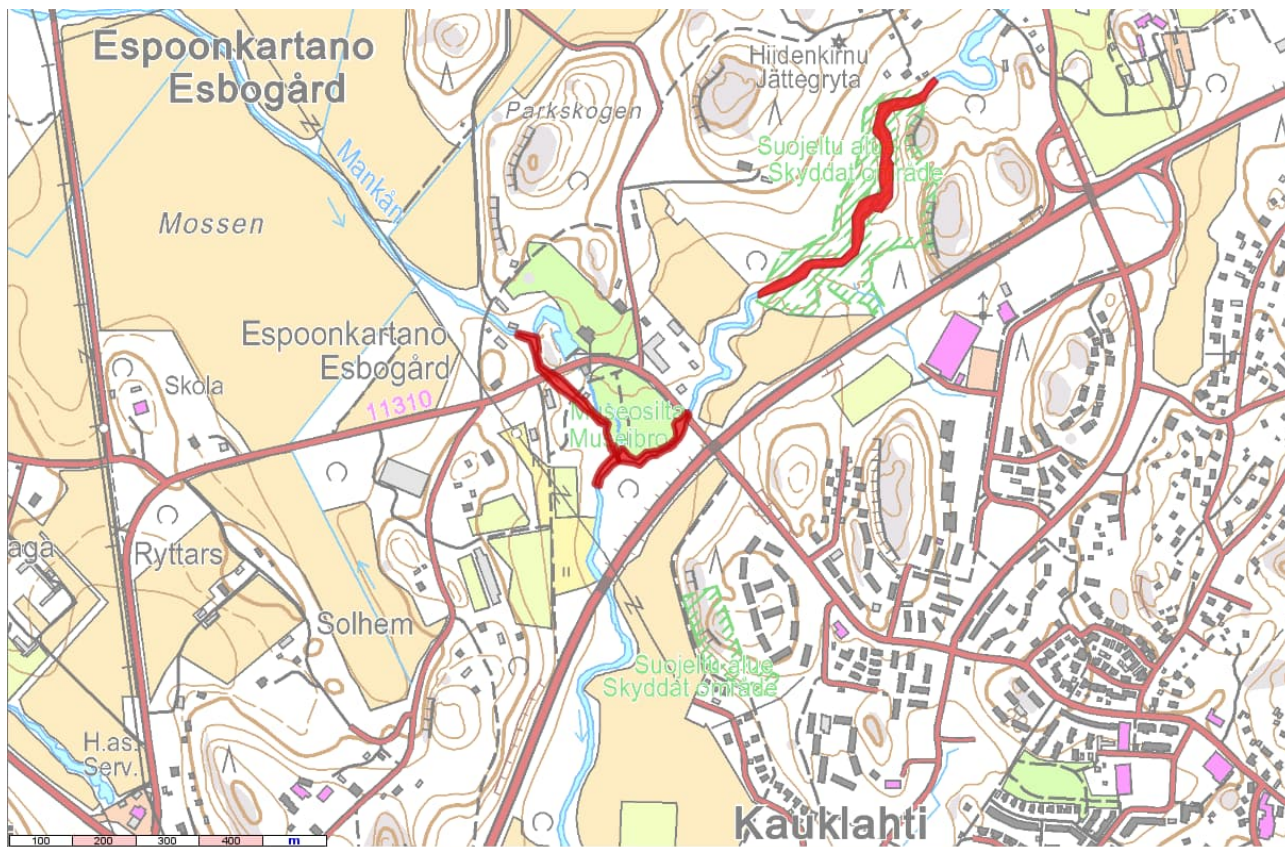 Espoonkartano
Esbogård
Hiidenkirnu
Jättegryta
Parkskogen
Mankån
Suojeltu alue
Skyddat område
Mossen
Espoonkartano
Esbogård
Skola
11310
Museosilta
Museibro
Ryttars
Solhem
Suojeltu alue
Skyddat område
H.as.
Serv.
Kauklahti
100 200 300 400 m